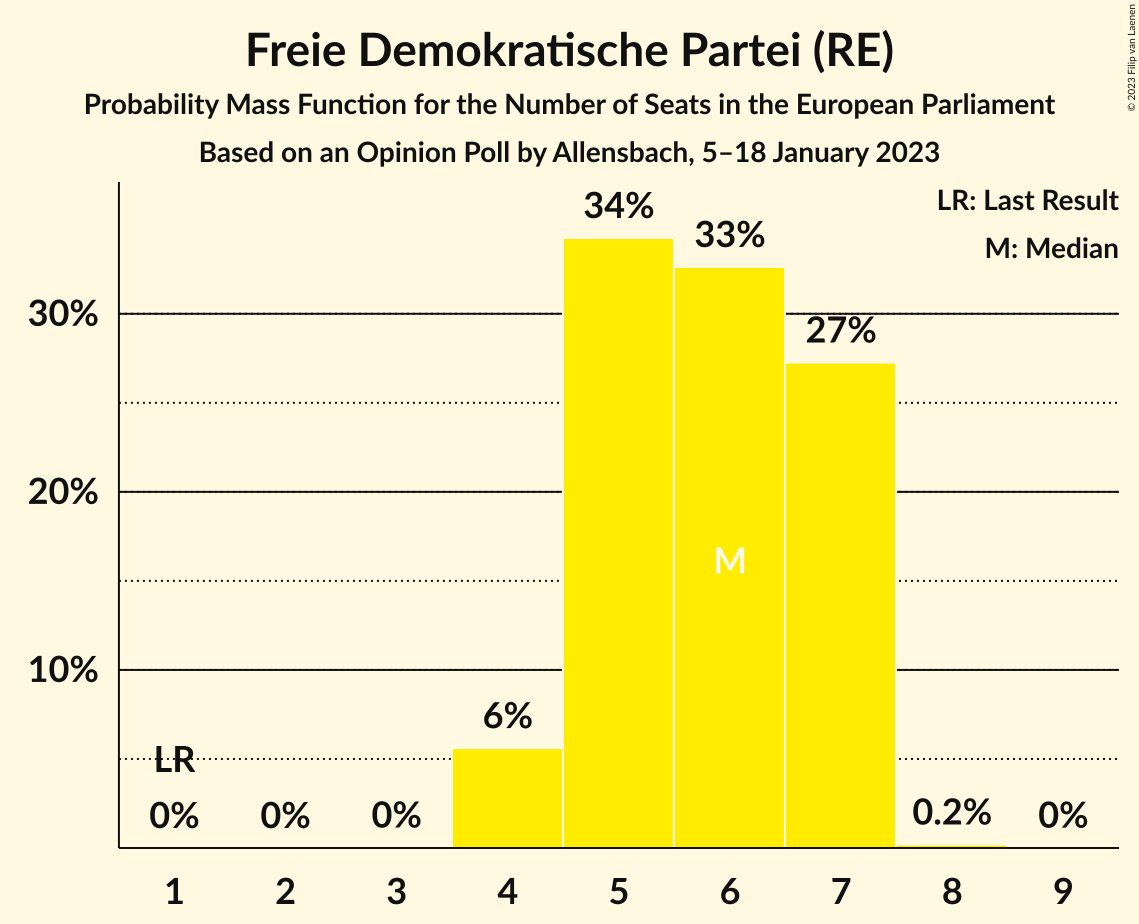 Freie Demokratische Partei (RE)
Probability Mass Function for the Number of Seats in the European Parliament
Based on an Opinion Poll by Allensbach, 5–18 January 2023
© 2023 Filip van Laenen
LR: Last Result
M: Median
34%
33%
27%
30%
20%
M
10%
6%
LR
0%
0%
0%
0.2%
0%
1 2 3 4 5 6 7 8 9